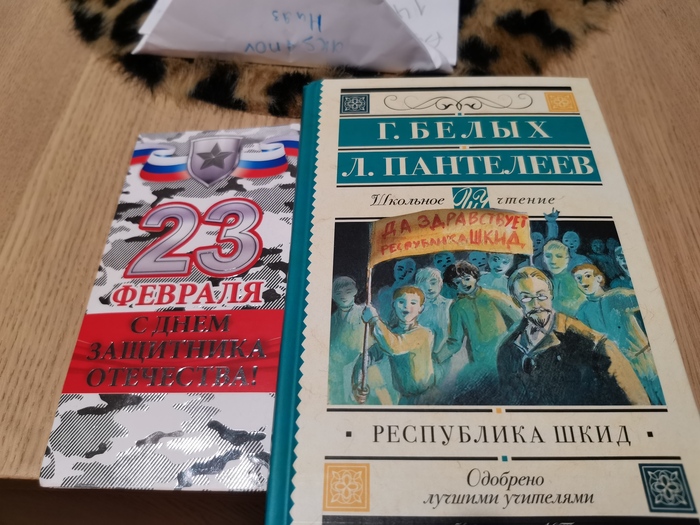 23
ФЕВРАЛЯ
С ДНЕМ
ЗАЩИТНИКА
ОТЕЧЕСТВА!
Г. БЕЛЫХ
Л. ПАНТЕЛЕЕВ
Школьное чтение
ДА ЗДРАВСТВУЕТ
РЕСПУБЛИКА ШКИД
• РЕСПУБЛИКА ШКИД •
Одобрено
лучшими учителями